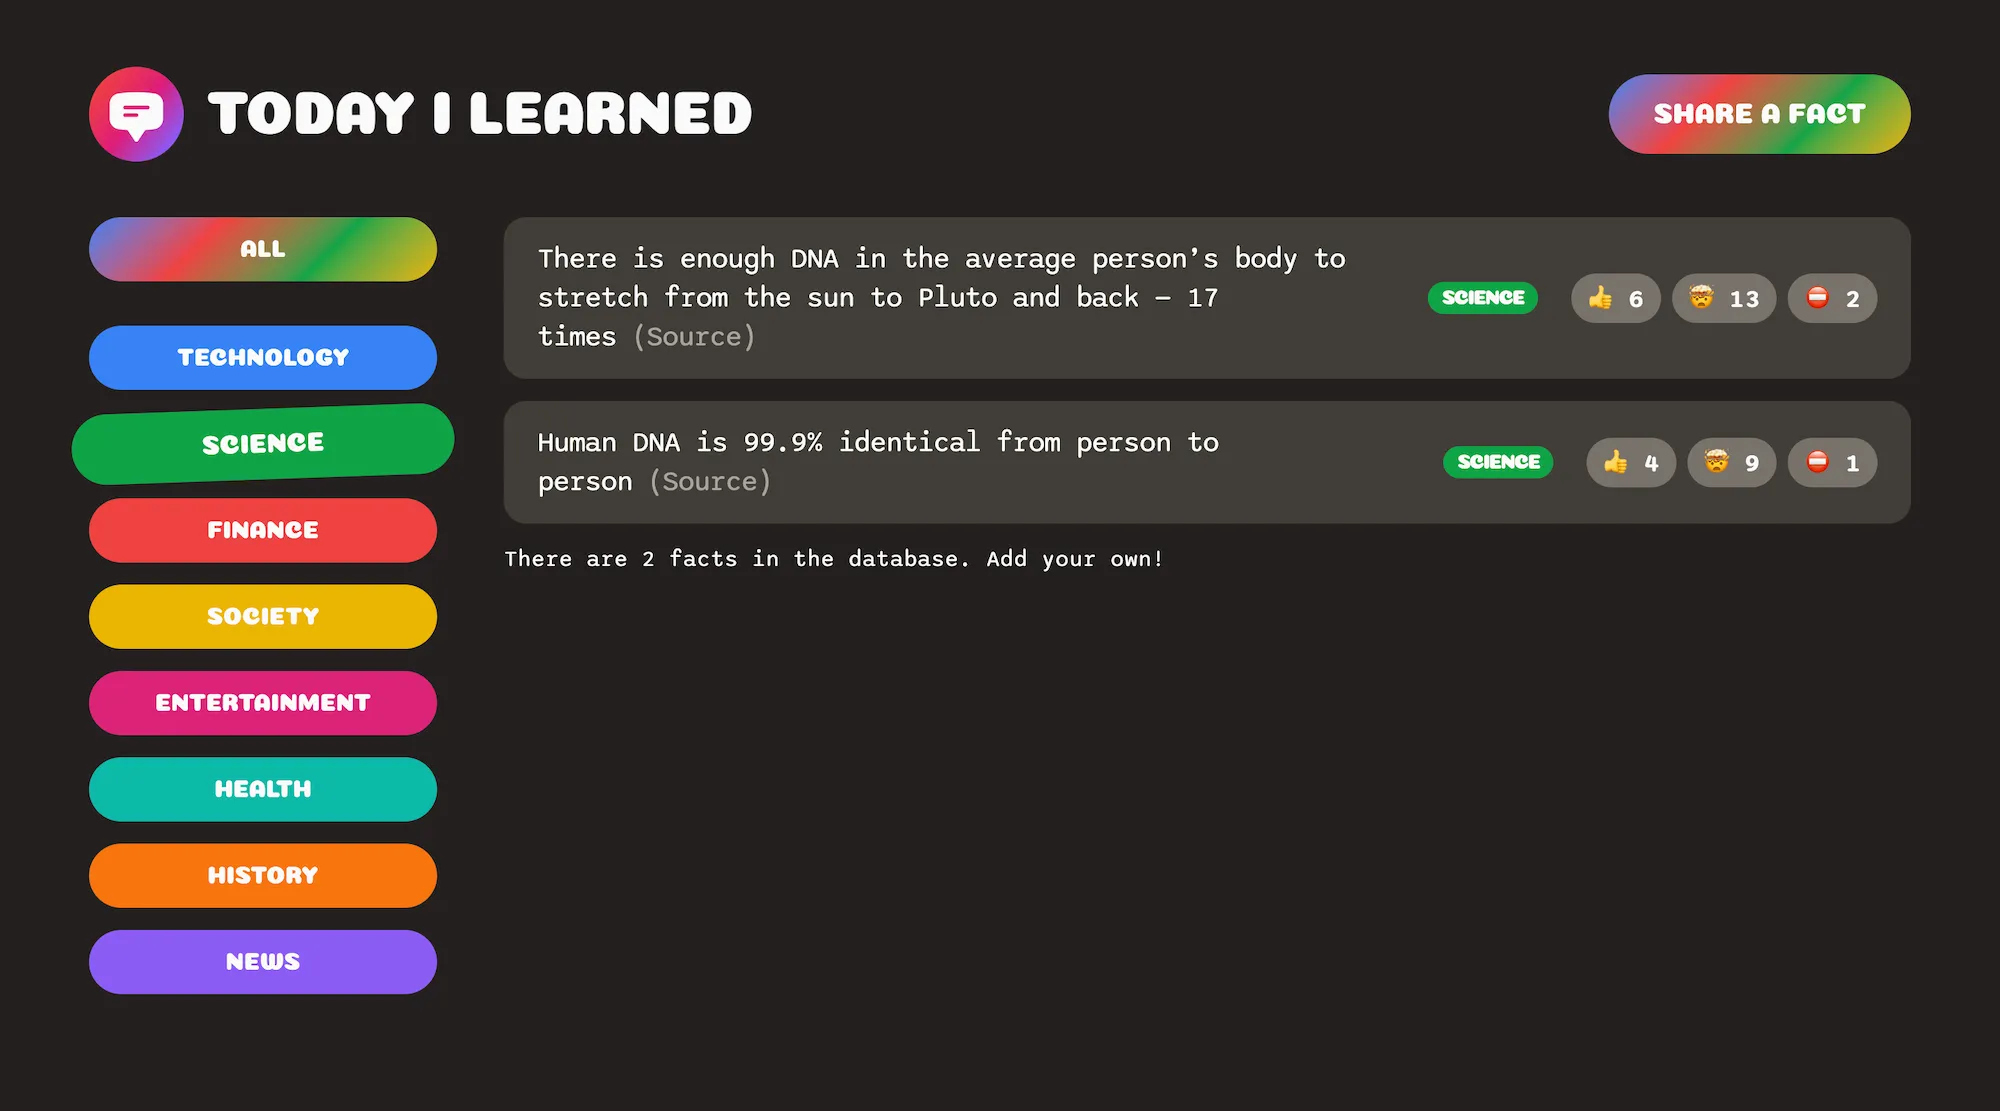 TODAY I LEARNED
SHARE A FACT
ALL
TECHNOLOGY
SCIENCE
FINANCE
SOCIETY
ENTERTAINMENT
HEALTH
HISTORY
NEWS
There is enough DNA in the average person’s body to
stretch from the sun to Pluto and back — 17
times (Source)
SCIENCE
👍 6
🤯 13
⛔️ 2
Human DNA is 99.9% identical from person to
person (Source)
SCIENCE
👍 4
🤯 9
⛔️ 1
There are 2 facts in the database. Add your own!